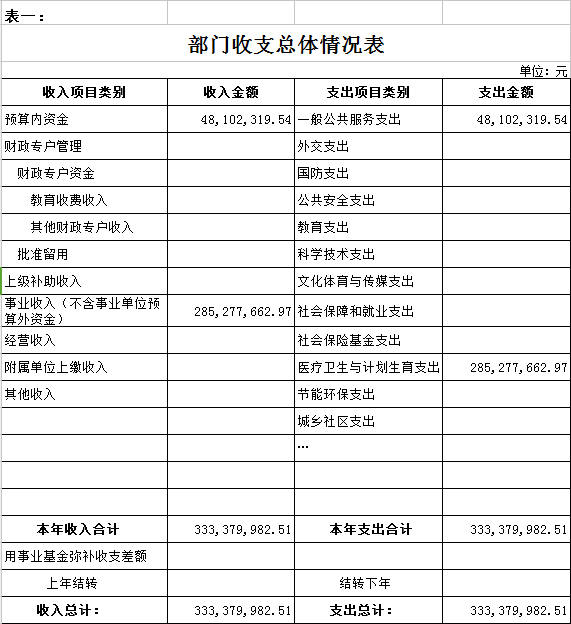 表一：
部门收支总体情况表
单位：元
收入项目类别 收入金额 支出项目类别 支出金额
预算内资金 48,102,319.54 一般公共服务支出 48,102,319.54
财政专户管理 外交支出
财政专户资金 国防支出
教育收费收入 公共安全支出
其他财政专户收入 教育支出
批准留用 科学技术支出
上级补助收入 文化体育与传媒支出
事业收入（不含事业单位预
算外资金） 285,277,662.97 社会保障和就业支出
经营收入 社会保险基金支出
附属单位上缴收入 医疗卫生与计划生育支出 285,277,662.97
其他收入 节能环保支出
城乡社区支出
…
本年收入合计 333,379,982.51 本年支出合计 333,379,982.51
用事业基金弥补收支差额
上年结转 结转下年
收入总计： 333,379,982.51 支出总计： 333,379,982.51